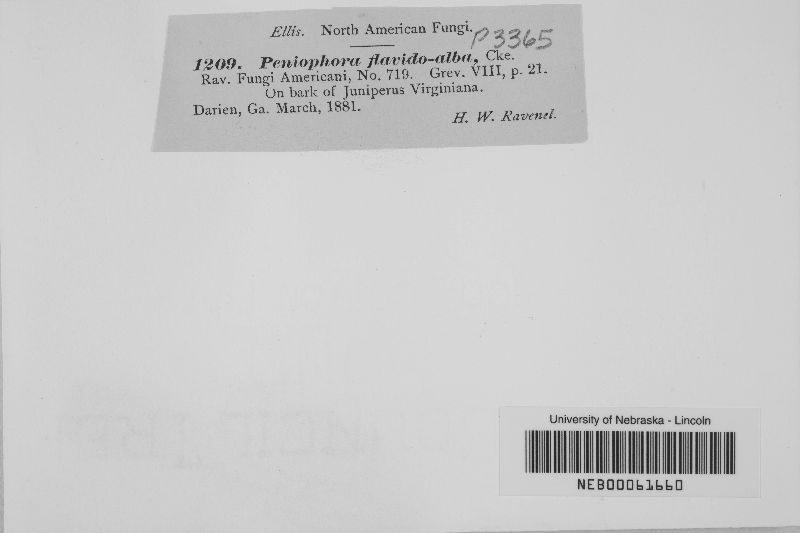 Ellis. North American Fungi.
P3365
1209. Peniophora flavido-alba, Cke.
Rav. Fungi Americani, No. 719. Grev. VIII, p. 21.
On bark of Juniperus Virginiana.
Darien, Ga. March, 1881.
H. W. Ravenel.
University of Nebraska - Lincoln
NEB00061660